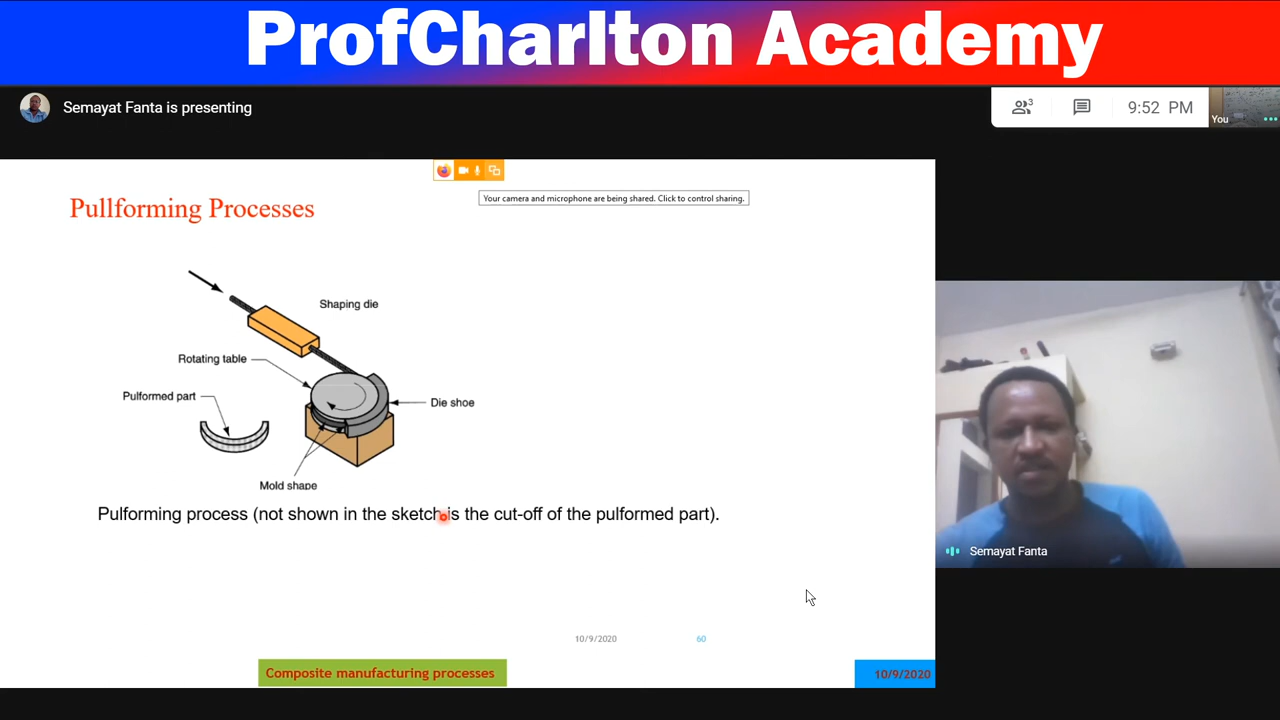 ProfCharlton Academy
Semayat Fanta is presenting
3
9:52 PM
You
Your camera and microphone are being shared. Click to control sharing.
Pullforming Processes
Shaping die
Rotating table
Pulformed part
Die shoe
Mold shape
Pulforming process (not shown in the sketch is the cut-off of the pulformed part).
Semayat Fanta
10/9/2020
60
Composite manufacturing processes
10/9/2020